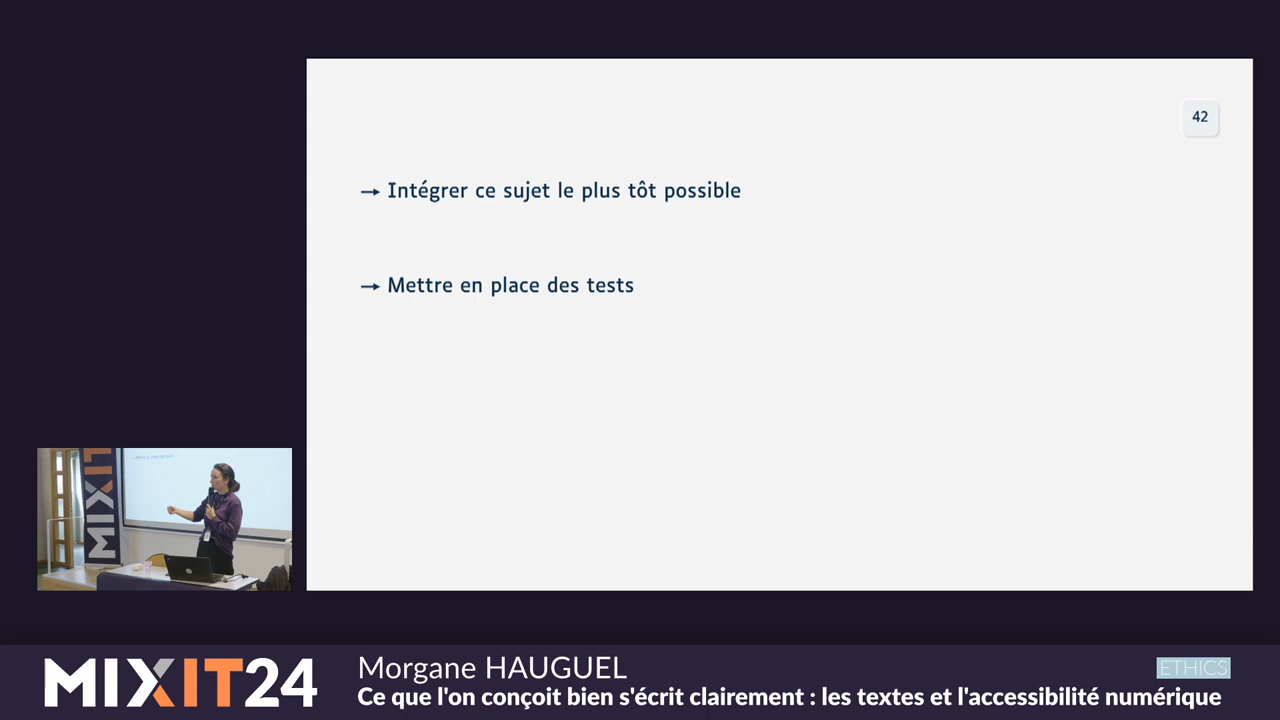 42
→ Intégrer ce sujet le plus tôt possible
→ Mettre en place des tests
MIXIT
MIXIT24
Morgane HAUGUEL
ETHICS
Ce que l'on conçoit bien s'écrit clairement : les textes et l'accessibilité numérique